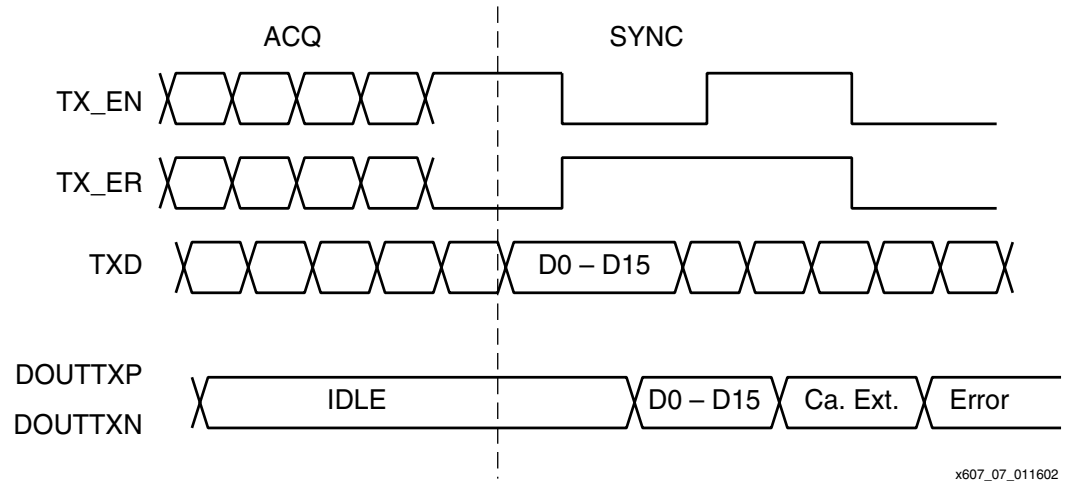 ACQ SYNC
TX_EN
TX_ER
TXD D0 – D15
DOUTTXP
IDLE D0 – D15 Ca. Ext. Error
DOUTTXN
x607_07_011602